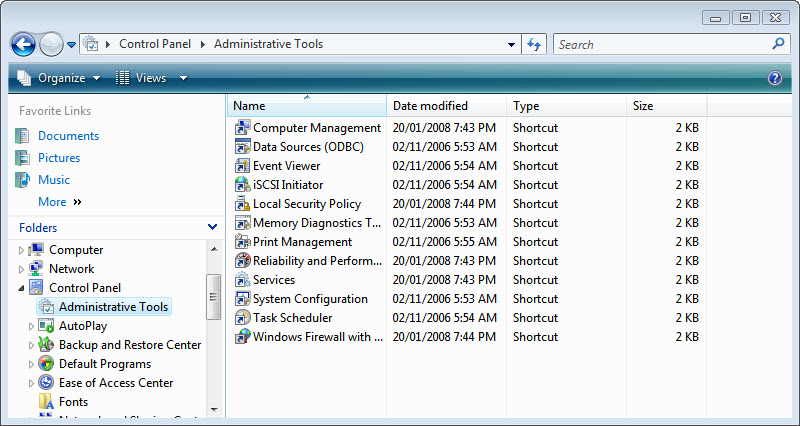 Control Panel Administrative Tools Search
Organize Views
Favorite Links
Documents
Pictures
Music
More »
Folders
Computer
Network
Control Panel
Administrative Tools
AutoPlay
Backup and Restore Center
Default Programs
Ease of Access Center
Fonts
Name Date modified Type Size
Computer Management 20/01/2008 7:43 PM Shortcut 2 KB
Data Sources (ODBC) 02/11/2006 5:53 AM Shortcut 2 KB
Event Viewer 02/11/2006 5:54 AM Shortcut 2 KB
iSCSI Initiator 02/11/2006 5:54 AM Shortcut 2 KB
Local Security Policy 20/01/2008 7:44 PM Shortcut 2 KB
Memory Diagnostics T... 02/11/2006 5:53 AM Shortcut 2 KB
Print Management 02/11/2006 5:55 AM Shortcut 2 KB
Reliability and Perform... 20/01/2008 7:43 PM Shortcut 2 KB
Services 20/01/2008 7:43 PM Shortcut 2 KB
System Configuration 02/11/2006 5:53 AM Shortcut 2 KB
Task Scheduler 02/11/2006 5:54 AM Shortcut 2 KB
Windows Firewall with ... 20/01/2008 7:44 PM Shortcut 2 KB